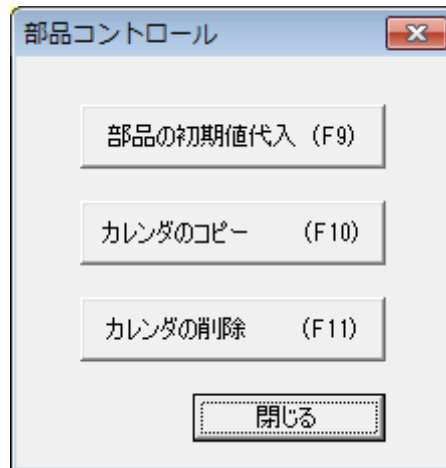 部品コントロール
部品の初期値代入 (F9)
カレンダのコピー (F10)
カレンダの削除 (F11)
閉じる